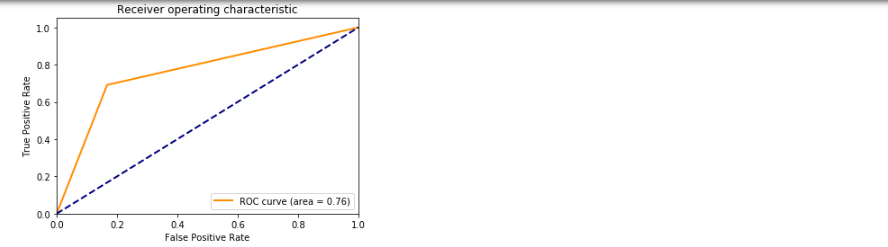 Receiver operating characteristic
1.0
0.8
0.6
0.4
0.2
0.0
True Positive Rate
ROC curve (area = 0.76)
0.0 0.2 0.4 0.6 0.8 1.0
False Positive Rate